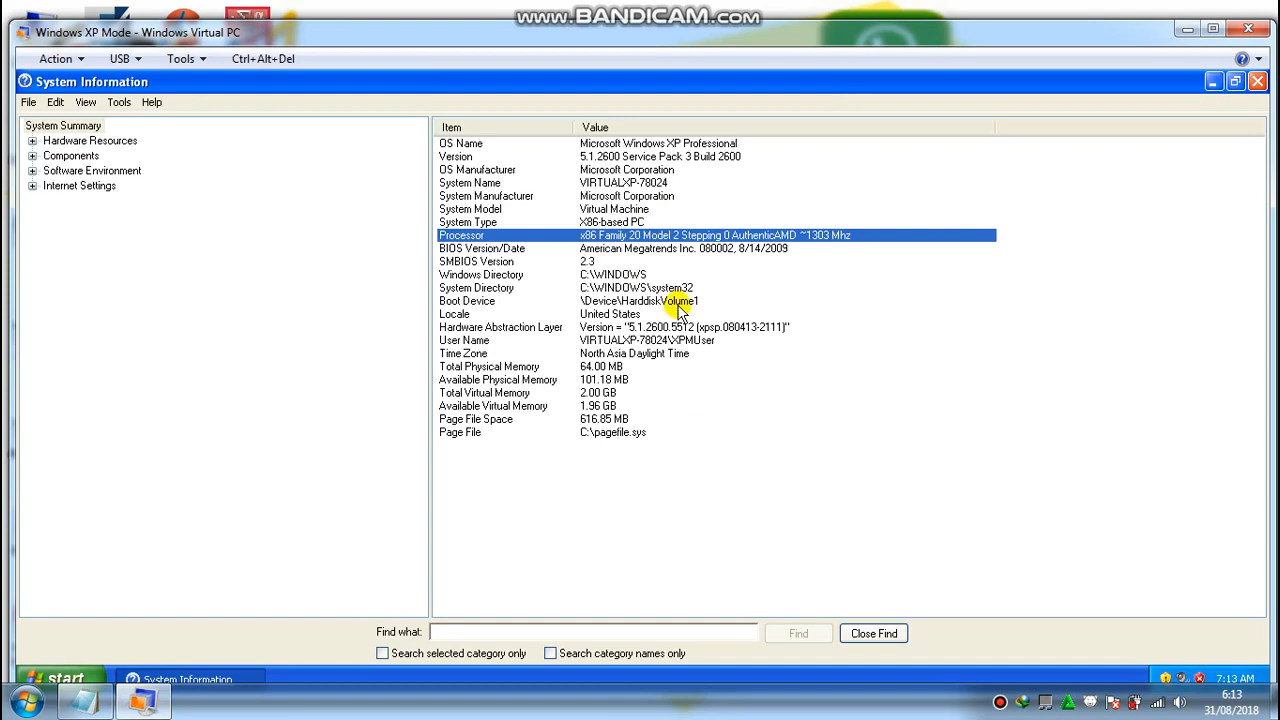 www.BANDICAM.com
Windows XP Mode - Windows Virtual PC
Action USB Tools Ctrl+Alt+Del
System Information
File Edit View Tools Help
System Summary
Hardware Resources
Components
Software Environment
Internet Settings
Item Value
OS Name Microsoft Windows XP Professional
Version 5.1.2600 Service Pack 3 Build 2600
OS Manufacturer Microsoft Corporation
System Name VIRTUALXP-78024
System Manufacturer Microsoft Corporation
System Model Virtual Machine
System Type X86-based PC
Processor x86 Family 20 Model 2 Stepping 0 AuthenticAMD ~1303 Mhz
BIOS Version/Date American Megatrends Inc. 080002, 8/14/2009
SMBIOS Version 2.3
Windows Directory C:\WINDOWS
System Directory C:\WINDOWS\system32
Boot Device \Device\HarddiskVolume1
Locale United States
Hardware Abstraction Layer Version = "5.1.2600.5512 (xpsp.080413-2111)"
User Name VIRTUALXP-78024\XPMUser
Time Zone North Asia Daylight Time
Total Physical Memory 64.00 MB
Available Physical Memory 101.18 MB
Total Virtual Memory 2.00 GB
Available Virtual Memory 1.96 GB
Page File Space 616.85 MB
Page File C:\pagefile.sys
Find what: Find Close Find
Search selected category only Search category names only
start System Information 7:13 AM
6:13
31/08/2018